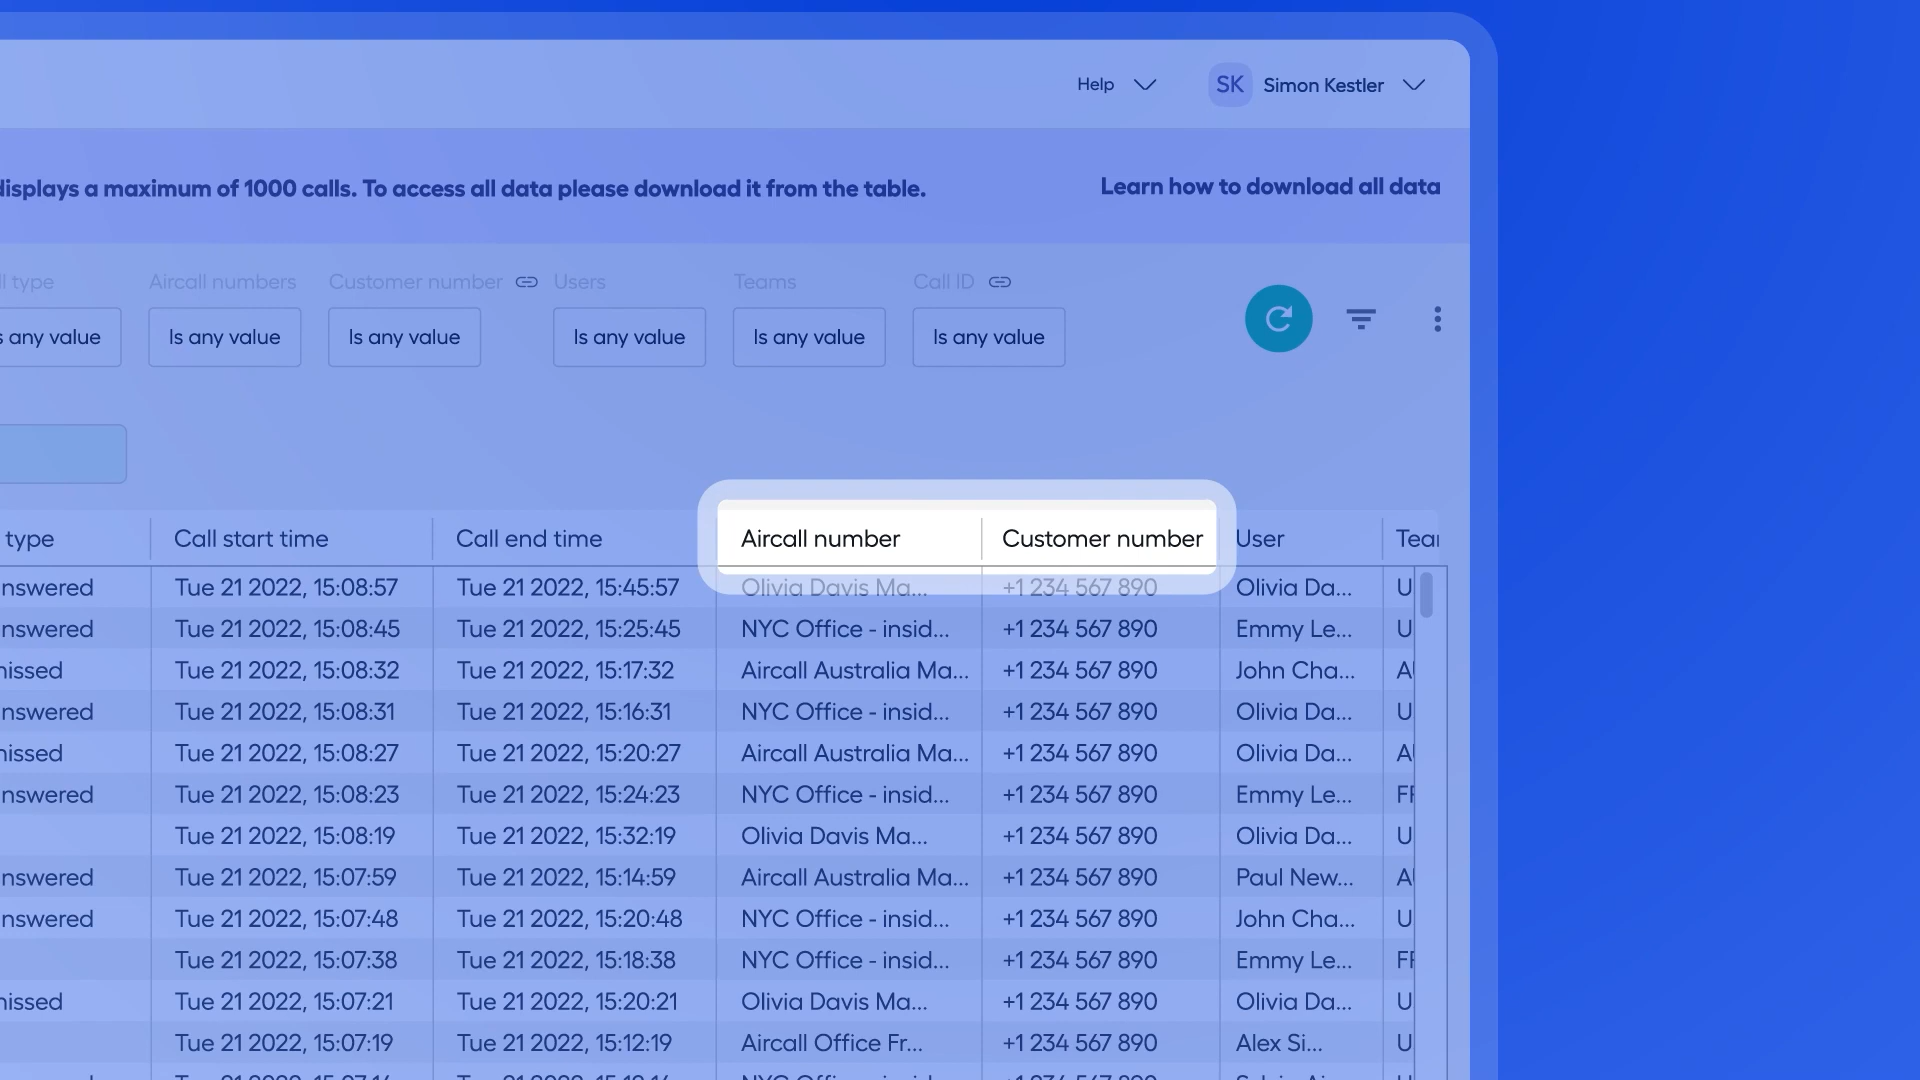 Help
SK Simon Kestler
displays a maximum of 1000 calls. To access all data please download it from the table. Learn how to download all data
type Aircall numbers Customer number Users Teams Call ID
any value Is any value Is any value Is any value Is any value Is any value
type Call start time Call end time Aircall number Customer number User
nswered Tue 21 2022, 15:08:57 Tue 21 2022, 15:45:57 Olivia Davis Ma... +1 234 567 890 Olivia Da... U
nswered Tue 21 2022, 15:08:45 Tue 21 2022, 15:25:45 NYC Office - insid... +1 234 567 890 Emmy Le... U
issed Tue 21 2022, 15:08:32 Tue 21 2022, 15:17:32 Aircall Australia Ma... +1 234 567 890 John Cha... A
nswered Tue 21 2022, 15:08:31 Tue 21 2022, 15:16:31 NYC Office - insid... +1 234 567 890 Olivia Da... U
issed Tue 21 2022, 15:08:27 Tue 21 2022, 15:20:27 Aircall Australia Ma... +1 234 567 890 Olivia Da... A
nswered Tue 21 2022, 15:08:23 Tue 21 2022, 15:24:23 NYC Office - insid... +1 234 567 890 Emmy Le... F
Tue 21 2022, 15:08:19 Tue 21 2022, 15:32:19 Olivia Davis Ma... +1 234 567 890 Olivia Da... U
nswered Tue 21 2022, 15:07:59 Tue 21 2022, 15:14:59 Aircall Australia Ma... +1 234 567 890 Paul New... A
nswered Tue 21 2022, 15:07:48 Tue 21 2022, 15:20:48 NYC Office - insid... +1 234 567 890 John Cha... U
Tue 21 2022, 15:07:38 Tue 21 2022, 15:18:38 NYC Office - insid... +1 234 567 890 Emmy Le... F
issed Tue 21 2022, 15:07:21 Tue 21 2022, 15:20:21 Olivia Davis Ma... +1 234 567 890 Olivia Da... U
Tue 21 2022, 15:07:19 Tue 21 2022, 15:12:19 Aircall Office Fr... +1 234 567 890 Alex Si... U